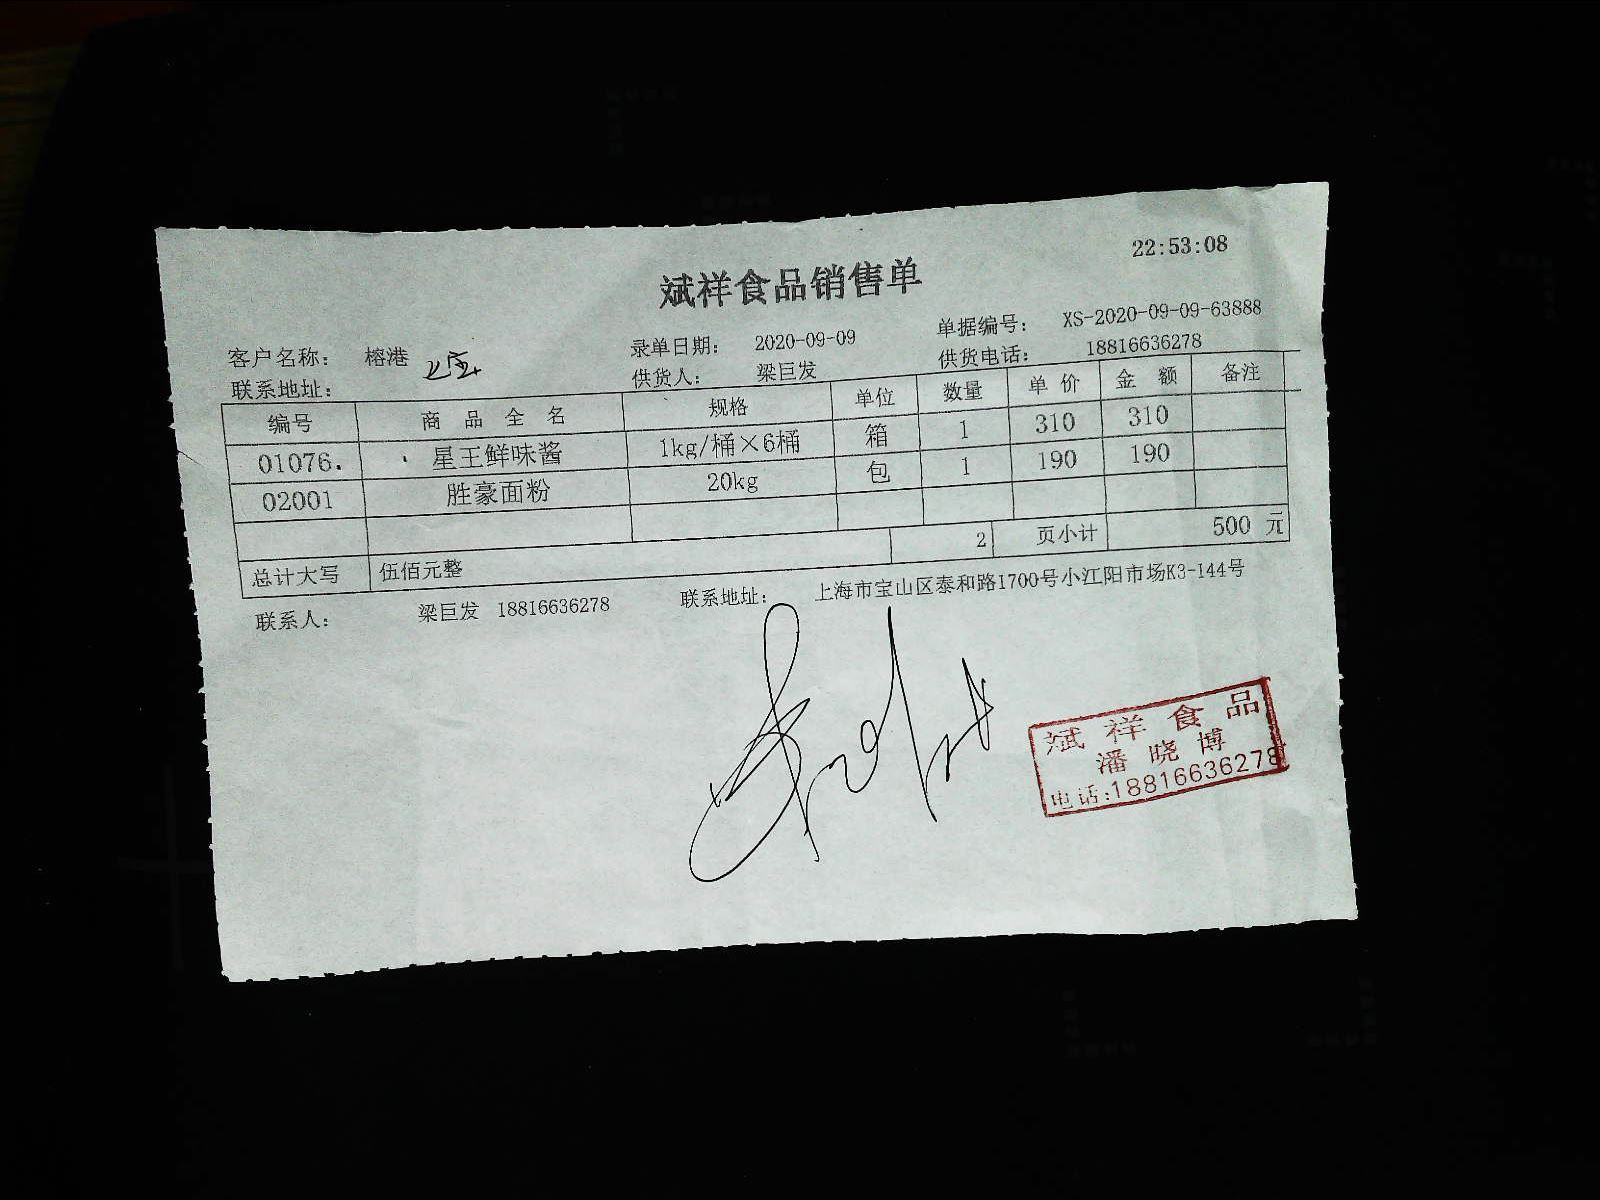 22:53:08
斌祥食品销售单
客户名称： 榕港 录单日期： 2020-09-09 单据编号： XS-2020-09-09-63888
联系地址： 供货人： 梁巨发 供货电话： 18816636278
编号 商品全名 规格 单位 数量 单价 金额 备注
01076. 星王鲜味酱 1kg/桶×6桶 箱 1 310 310
02001 胜豪面粉 20kg 包 1 190 190
2 页小计 500 元
总计大写 伍佰元整
联系人： 梁巨发 18816636278 联系地址： 上海市宝山区泰和路1700号小江阳市场K3-144号
斌祥食品
潘晓博
电话:18816636278